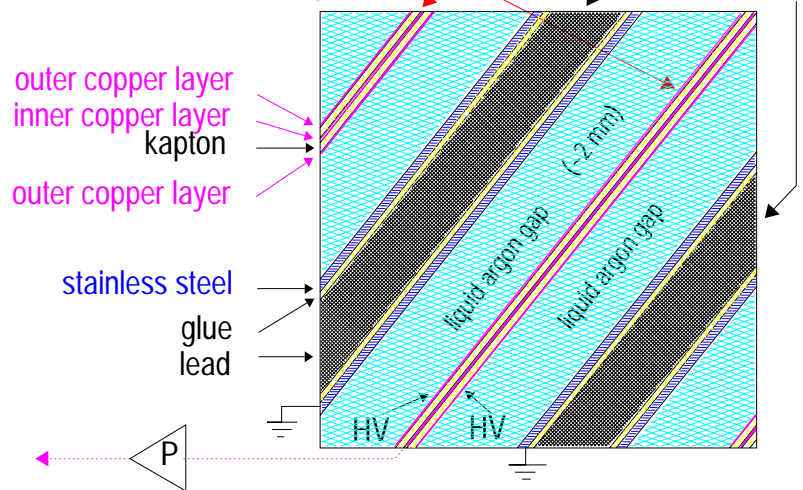 outer copper layer
inner copper layer
kapton
outer copper layer
stainless steel
glue
lead
(~2 mm)
liquid argon gap
liquid argon gap
HV
HV
P